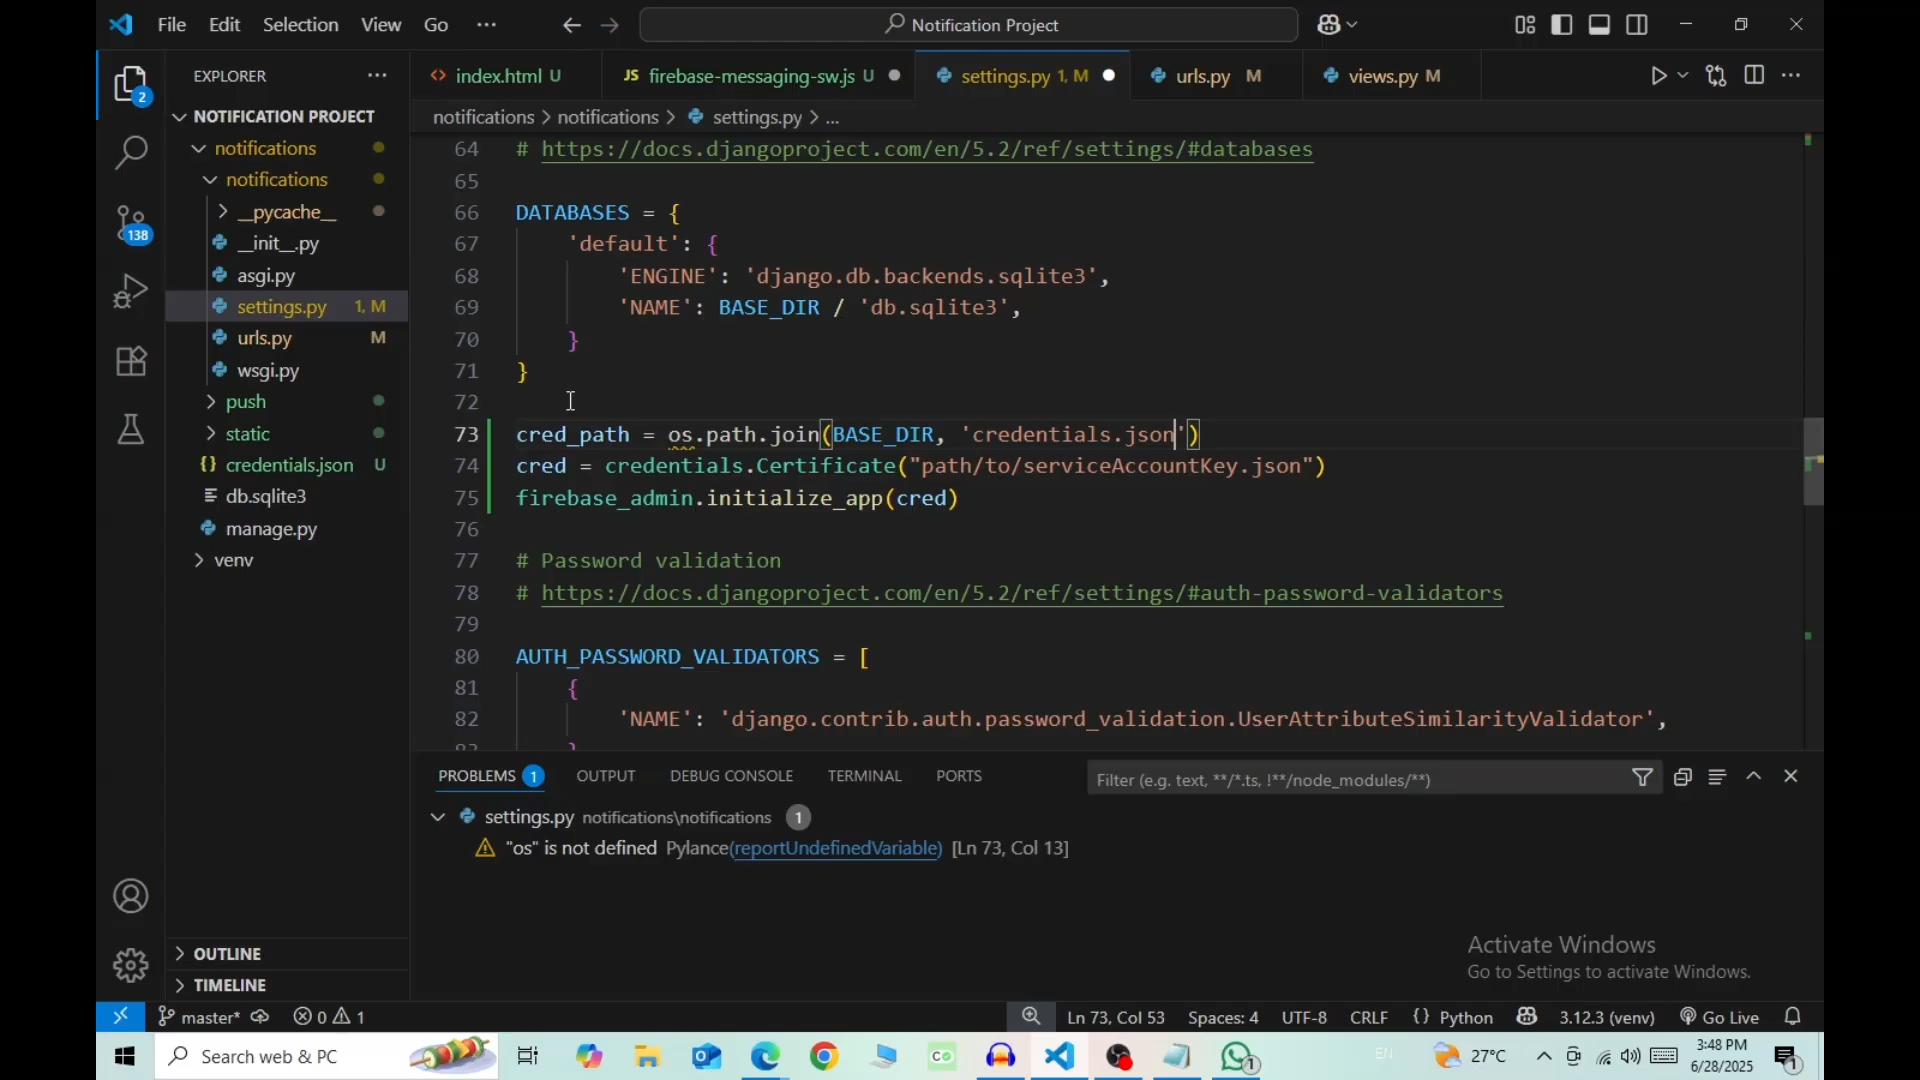 File Edit Selection View Go ···
Notification Project
EXPLORER
NOTIFICATION PROJECT
notifications
notifications
__pycache__
__init__.py
asgi.py
settings.py 1, M
urls.py M
wsgi.py
push
static
credentials.json U
db.sqlite3
manage.py
venv
OUTLINE
TIMELINE
2
138
index.html U
JS firebase-messaging-sw.js U
settings.py 1, M
urls.py M
views.py M
notifications > notifications > settings.py > ...
64 # https://docs.djangoproject.com/en/5.2/ref/settings/#databases
65
66 DATABASES = {
67 'default': {
68 'ENGINE': 'django.db.backends.sqlite3',
69 'NAME': BASE_DIR / 'db.sqlite3',
70 }
71 }
72
73 cred_path = os.path.join(BASE_DIR, 'credentials.json')
74 cred = credentials.Certificate("path/to/serviceAccountKey.json")
75 firebase_admin.initialize_app(cred)
76
77 # Password validation
78 # https://docs.djangoproject.com/en/5.2/ref/settings/#auth-password-validators
79
80 AUTH_PASSWORD_VALIDATORS = [
81 {
82 'NAME': 'django.contrib.auth.password_validation.UserAttributeSimilarityValidator',
83 }
PROBLEMS 1 OUTPUT DEBUG CONSOLE TERMINAL PORTS
Filter (e.g. text, **/*.ts, !**/node_modules/**)
settings.py notifications\notifications 1
"os" is not defined Pylance(reportUndefinedVariable) [Ln 73, Col 13]
Activate Windows
Go to Settings to activate Windows.
master* 0 1
Ln 73, Col 53 Spaces: 4 UTF-8 CRLF {} Python 3.12.3 (venv) Go Live
Search web & PC
EN
27°C
3:48 PM
6/28/2025
1
1